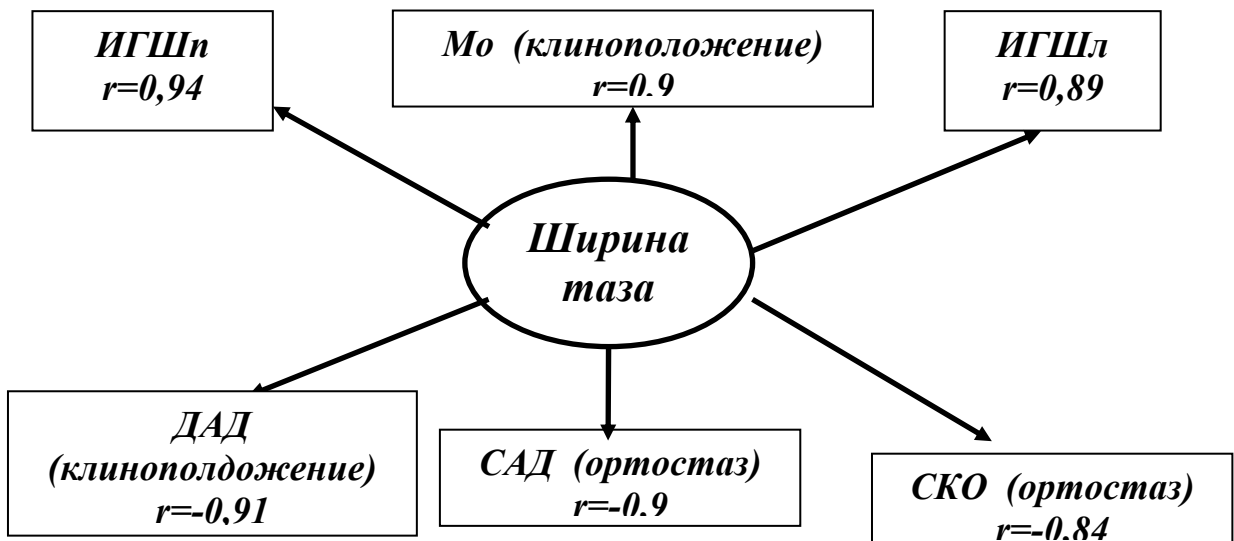 ИГШп
r=0,94
Мо (клиноположение)
r=0,9
ИГШл
r=0,89
Ширина
таза
ДАД
(клинополдожение)
r=-0,91
САД (ортостаз)
r=-0,9
СКО (ортостаз)
r=-0,84